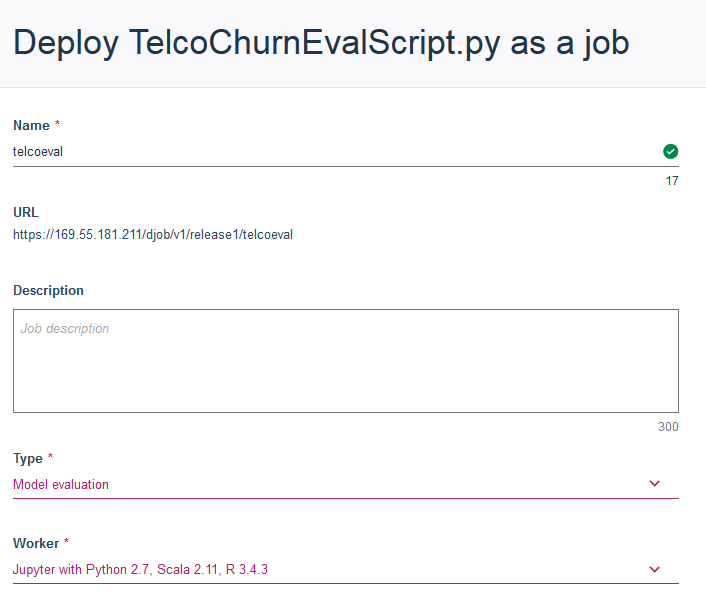 Deploy TelcoChurnEvalScript.py as a job
Name *
telcoeval
17
URL
https://169.55.181.211/djob/v1/release1/telcoeval
Description
Job description
300
Type *
Model evaluation
Worker *
Jupyter with Python 2.7, Scala 2.11, R 3.4.3